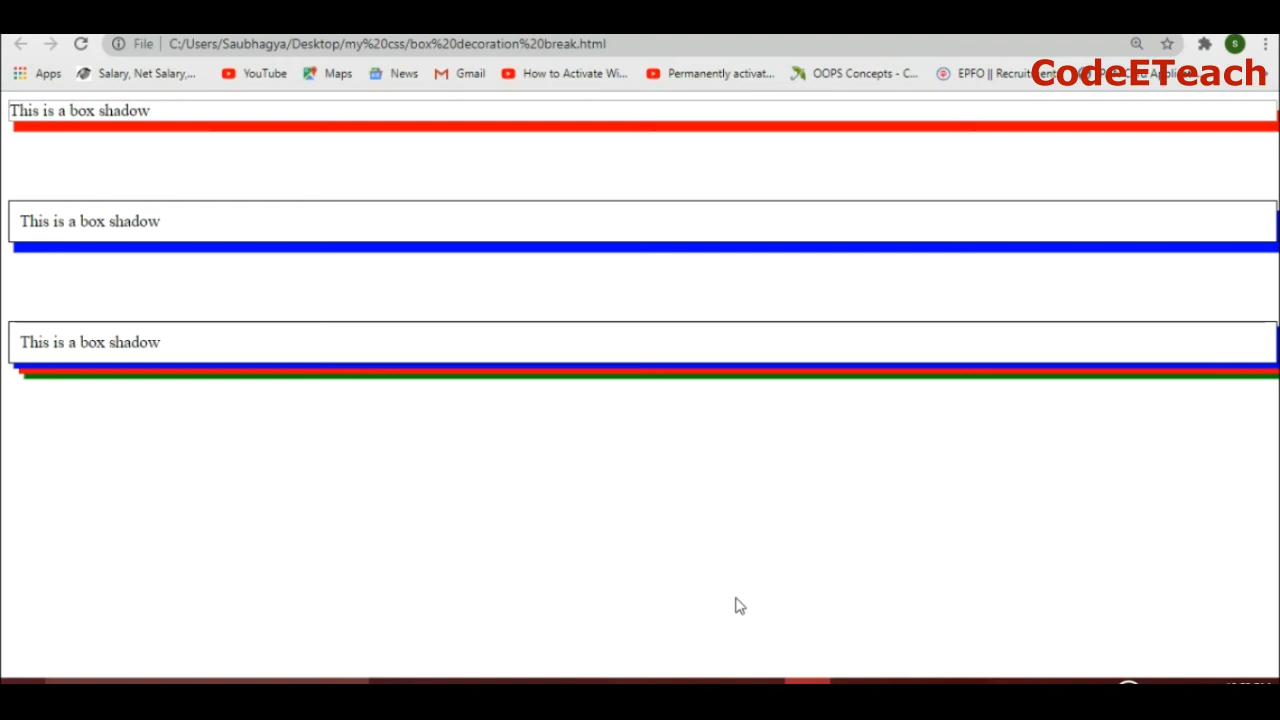 File C:/Users/Saubhagya/Desktop/my%20css/box%20decoration%20break.html S
Apps Salary, Net Salary,... YouTube Maps News Gmail How to Activate Wi... Permanently activat... OOPS Concepts - C... EPFO || Recruitment
CodeETeach
This is a box shadow
This is a box shadow
This is a box shadow